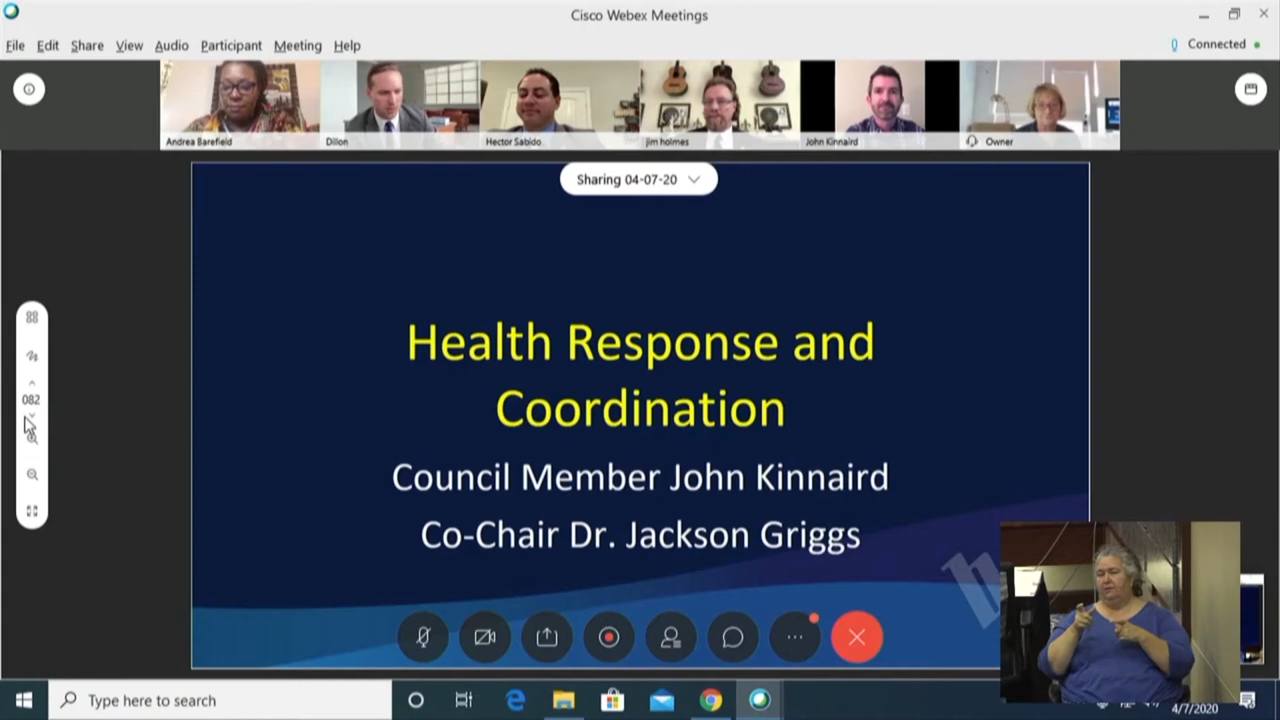 Cisco Webex Meetings
File Edit Share View Audio Participant Meeting Help
Connected
Andrea Barefield
Dillon
Hector Sabido
jim holmes
John Kinnaird
Owner
Sharing 04-07-20
Health Response and
Coordination
Council Member John Kinnaird
Co-Chair Dr. Jackson Griggs
082
Type here to search
4/7/2020